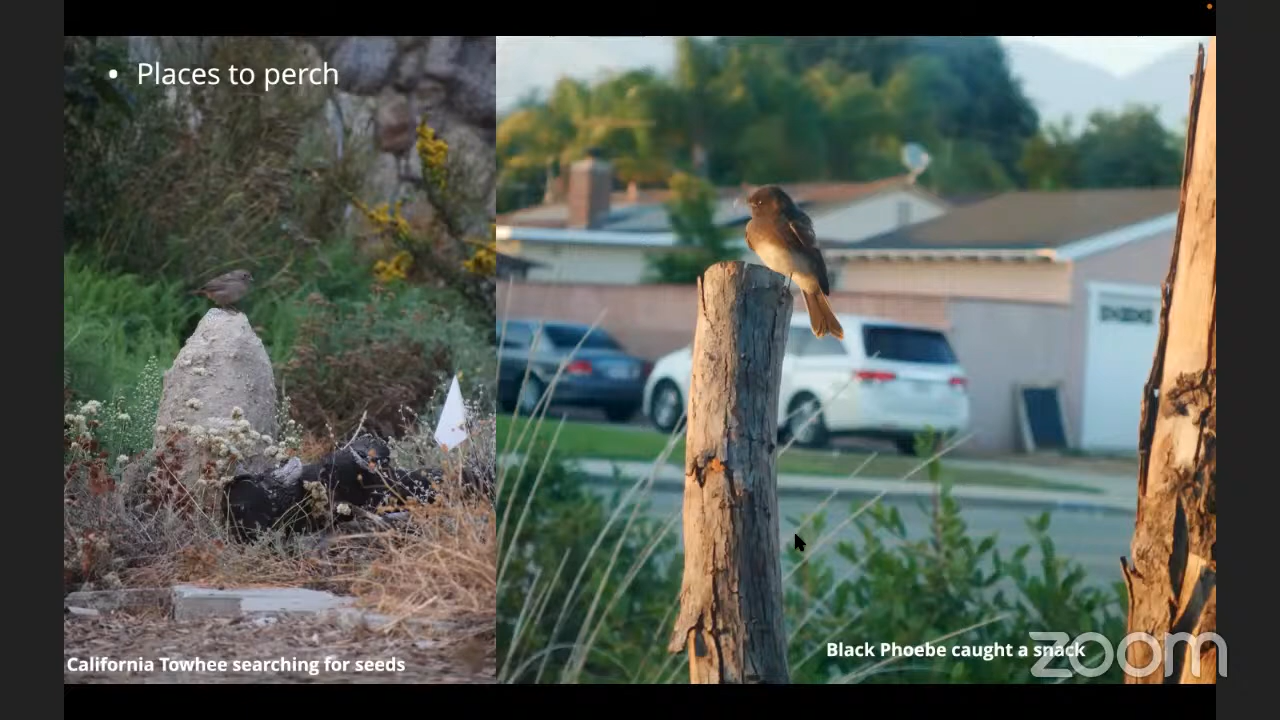 • Places to perch
California Towhee searching for seeds
Black Phoebe caught a snack
zoom